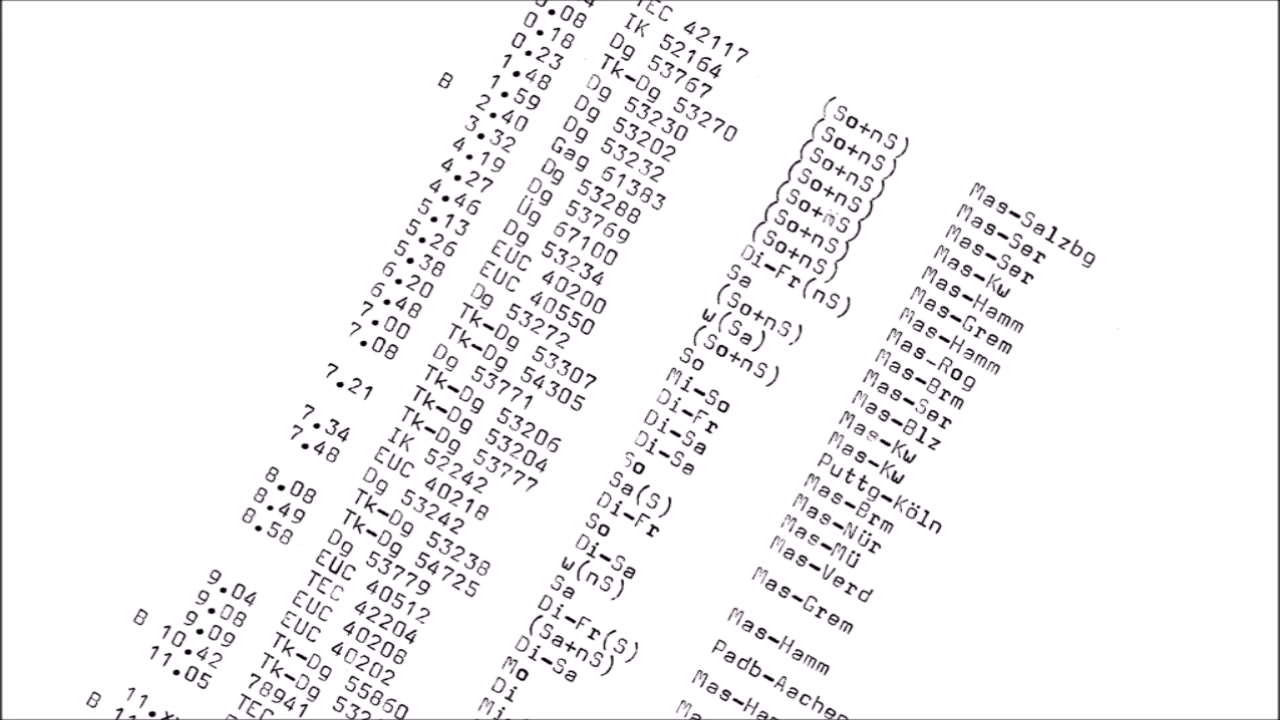 .08
0.18
0.23
1.48
1.59
B 2.40
3.32
4.19
4.27
4.46
5.13
5.26
5.38
6.20
6.48
7.00
7.08
7.21
7.34
7.48
8.08
8.49
8.58
9.04
9.08
9.09
B 10.42
11.05
B 11.
TEC 42117
IK 52164
Dg 53767
Tk-Dg 53270
Dg 53230
Dg 53202
Dg 53232
Gag 61383
Dg 53288
Dg 53769
Üg 67100
Dg 53234
EUC 40200
EUC 40550
Dg 53272
Tk-Dg 53307
Tk-Dg 54305
Dg 53771
Tk-Dg 53206
Tk-Dg 53204
Tk-Dg 53777
IK 52242
EUC 40218
Dg 53242
Tk-Dg 53238
Tk-Dg 54725
Dg 53779
EUC 40512
TEC 42204
EUC 40208
EUC 40202
Tk-Dg 55860
Tk-Dg 532
78941
TEC
(So+nS)
(So+nS)
(So+nS)
(So+nS)
(So+nS)
(So+nS)
(So+nS)
Di-Fr(nS)
Sa
(So+nS)
w(Sa)
(So+nS)
So
Mi-So
Di-Fr
Di-Sa
Di-Sa
So
Sa(S)
Di-Fr
So
Di-Sa
w(nS)
Sa
Di-Fr(S)
(Sa+nS)
Di-Sa
Mo
Di
Mi
Mas-Salzbg
Mas-Ser
Mas-Ser
Mas-Kw
Mas-Hamm
Mas-Grem
Mas-Hamm
Mas-Rog
Mas-Brm
Mas-Ser
Mas-Blz
Mas-Kw
Mas-Kw
Puttg-Köln
Mas-Brm
Mas-Nür
Mas-Mü
Mas-Verd
Mas-Grem
Mas-Hamm
Padb-Aachen
Mas-Ha
Mas